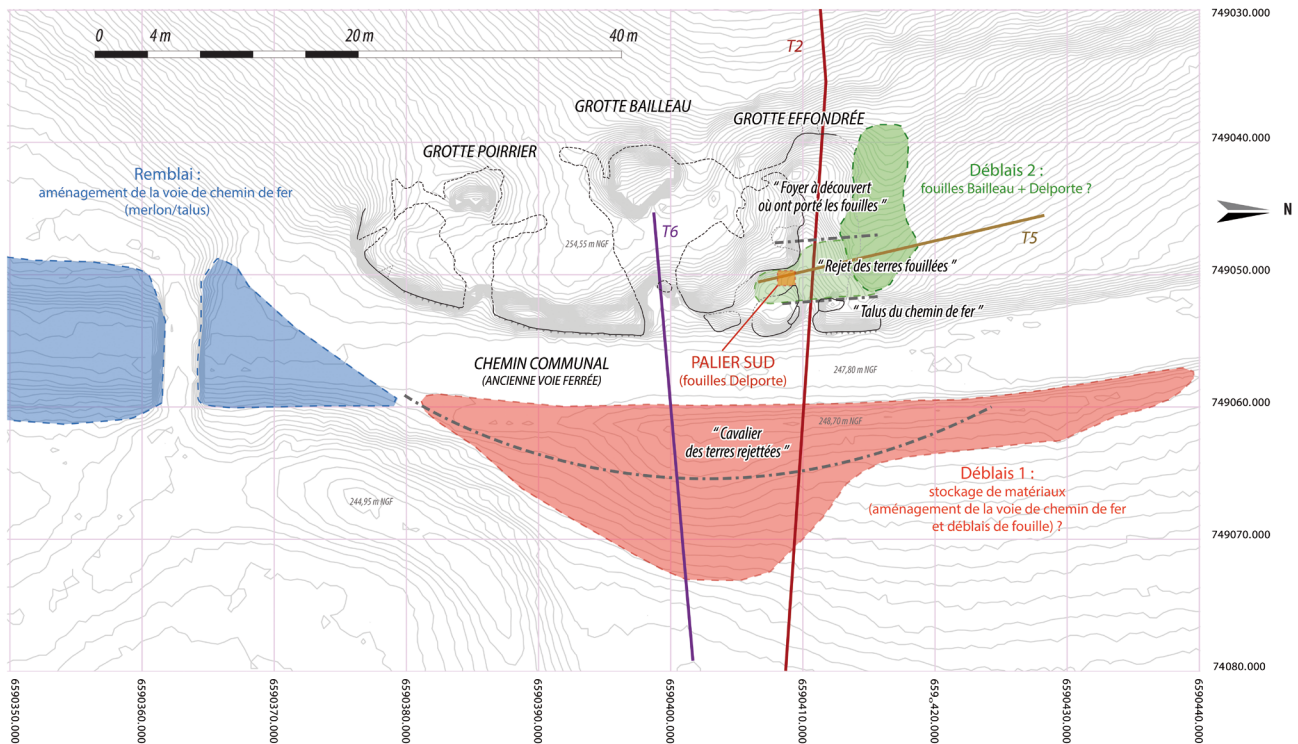 0 4 m 20 m 40 m
T2
749030.000
GROTTE BAILLEAU
GROTTE EFFONDRÉE
749040.000
GROTTE POIRRIER
Remblai :
aménagement de la voie de chemin de fer
(merlon/talus)
Déblais 2 :
fouilles Bailleau + Delporte ?
“ Foyer à découvert
où ont porté les fouilles ”
N
T6
T5
254,55 m NGF
“ Rejet des terres fouillées ”
749050.000
“ Talus du chemin de fer ”
CHEMIN COMMUNAL
(ANCIENNE VOIE FERRÉE)
PALIER SUD
(fouilles Delporte)
247,80 m NGF
749060.000
248,70 m NGF
“ Cavalier
des terres rejettées ”
Déblais 1 :
stockage de matériaux
(aménagement de la voie de chemin de fer
et déblais de fouille) ?
244,95 m NGF
749070.000
74080.000
6590350.000
6590360.000
6590370.000
6590380.000
6590390.000
6590400.000
6590410.000
659,,420.000
6590430.000
6590440.000